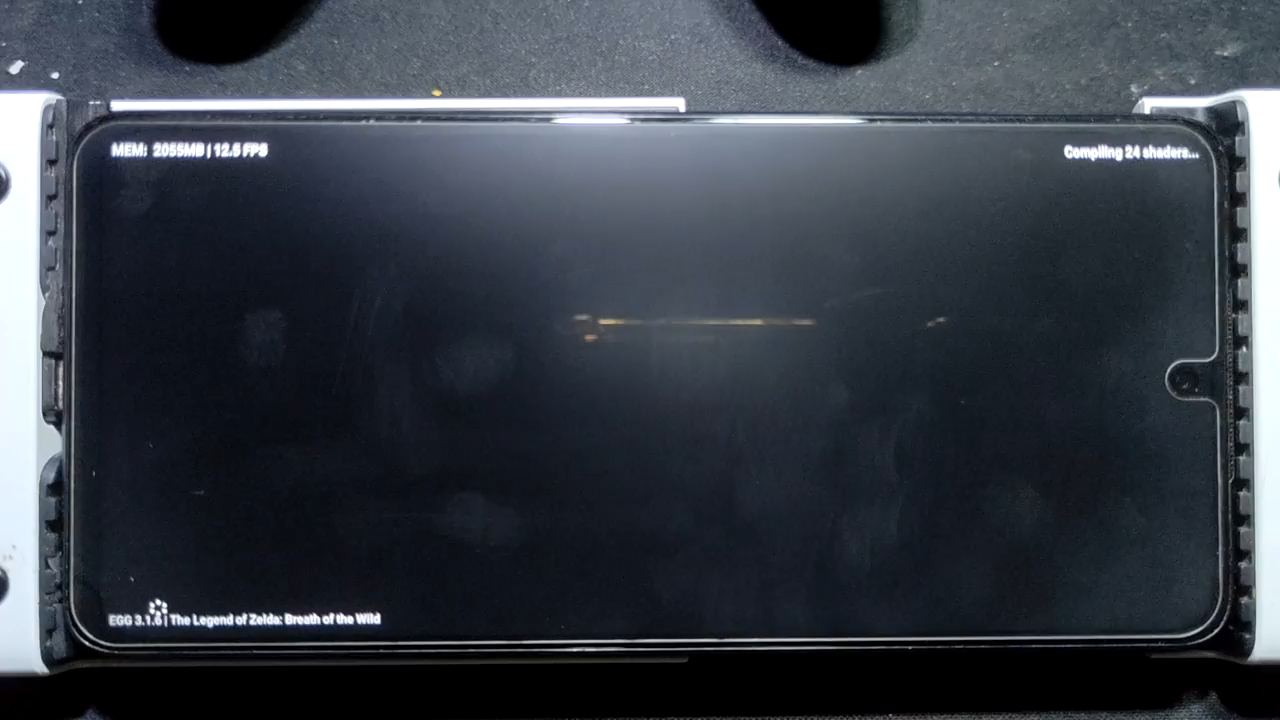 MEM: 2055MB | 12.5 FPS
Compiling 24 shaders...
EGG 3.1.6 | The Legend of Zelda: Breath of the Wild